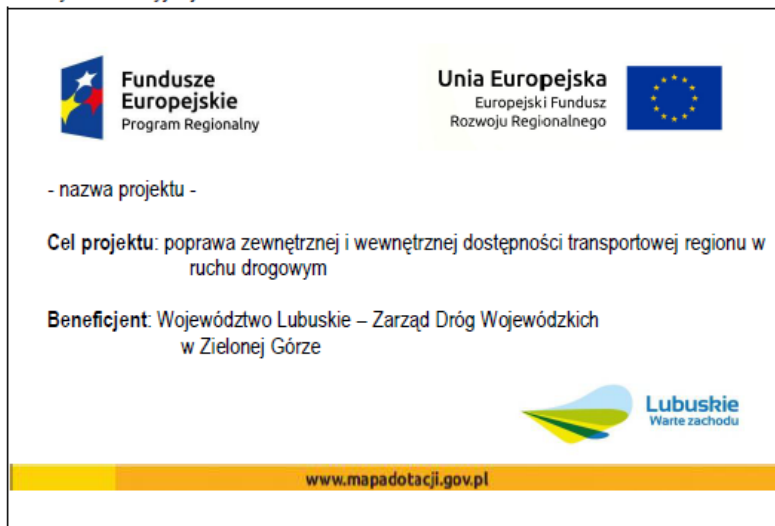 Fundusze
Europejskie
Program Regionalny
Unia Europejska
Europejski Fundusz
Rozwoju Regionalnego
- nazwa projektu -
Cel projektu: poprawa zewnętrznej i wewnętrznej dostępności transportowej regionu w
ruchu drogowym
Beneficjent: Województwo Lubuskie – Zarząd Dróg Wojewódzkich
w Zielonej Górze
Lubuskie
Warte zachodu
www.mapadotacji.gov.pl